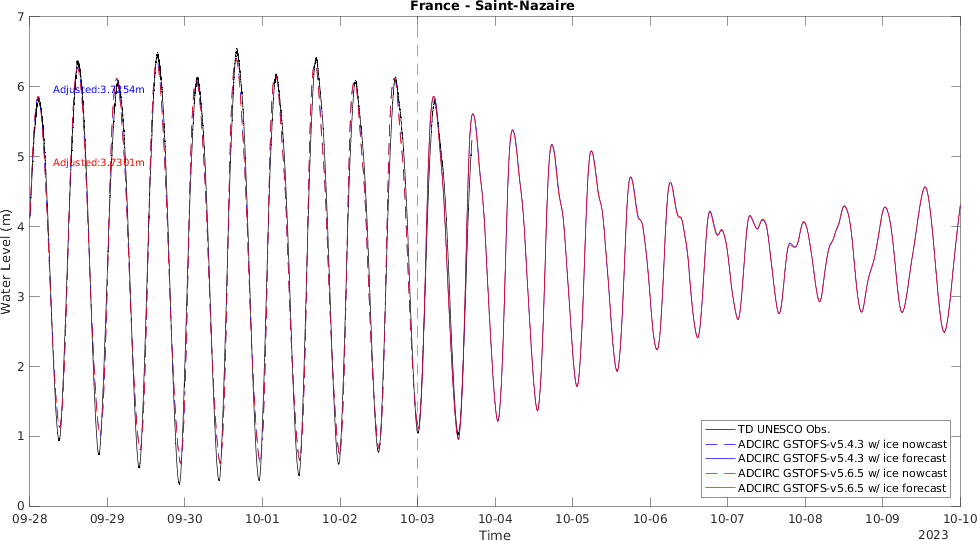 France - Saint-Nazaire
7
6
5
4
3
2
1
0
Water Level (m)
Adjusted:3.7254m
Adjusted:3.7301m
TD UNESCO Obs.
ADCIRC GSTOFS-v5.4.3 w/ ice nowcast
ADCIRC GSTOFS-v5.4.3 w/ ice forecast
ADCIRC GSTOFS-v5.6.5 w/ ice nowcast
ADCIRC GSTOFS-v5.6.5 w/ ice forecast
09-28 09-29 09-30 10-01 10-02 10-03 10-04 10-05 10-06 10-07 10-08 10-09 10-10
Time
2023